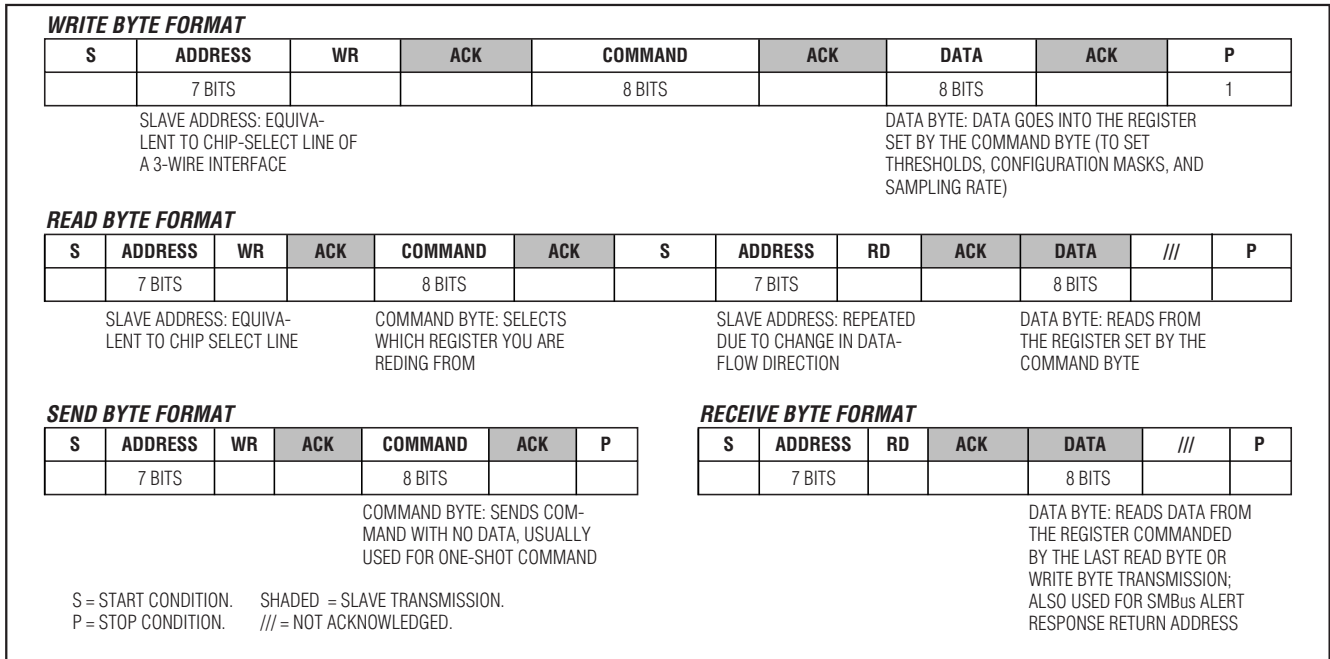 WRITE BYTE FORMAT
S ADDRESS WR ACK COMMAND ACK DATA ACK P
7 BITS 8 BITS 8 BITS 1
SLAVE ADDRESS: EQUIVA-
LENT TO CHIP-SELECT LINE OF
A 3-WIRE INTERFACE
DATA BYTE: DATA GOES INTO THE REGISTER
SET BY THE COMMAND BYTE (TO SET
THRESHOLDS, CONFIGURATION MASKS, AND
SAMPLING RATE)
READ BYTE FORMAT
S ADDRESS WR ACK COMMAND ACK S ADDRESS RD ACK DATA /// P
7 BITS 8 BITS 7 BITS 8 BITS
SLAVE ADDRESS: EQUIVA-
LENT TO CHIP SELECT LINE
COMMAND BYTE: SELECTS
WHICH REGISTER YOU ARE
REDING FROM
SLAVE ADDRESS: REPEATED
DUE TO CHANGE IN DATA-
FLOW DIRECTION
DATA BYTE: READS FROM
THE REGISTER SET BY THE
COMMAND BYTE
SEND BYTE FORMAT
S ADDRESS WR ACK COMMAND ACK P
7 BITS 8 BITS
COMMAND BYTE: SENDS COM-
MAND WITH NO DATA, USUALLY
USED FOR ONE-SHOT COMMAND
RECEIVE BYTE FORMAT
S ADDRESS RD ACK DATA /// P
7 BITS 8 BITS
DATA BYTE: READS DATA FROM
THE REGISTER COMMANDED
BY THE LAST READ BYTE OR
WRITE BYTE TRANSMISSION;
ALSO USED FOR SMBus ALERT
RESPONSE RETURN ADDRESS
S = START CONDITION. SHADED = SLAVE TRANSMISSION.
P = STOP CONDITION. /// = NOT ACKNOWLEDGED.